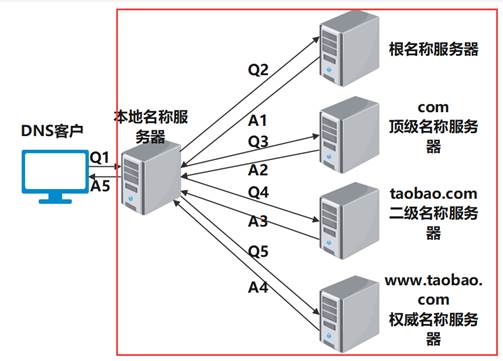 DNS客户
Q1
A5
本地名称服
务器
Q2
A1
Q3
A2
Q4
A3
Q5
A4
根名称服务器
com
顶级名称服务
器
taobao.com
二级名称服务
器
www.taobao.
com
权威名称服务
器